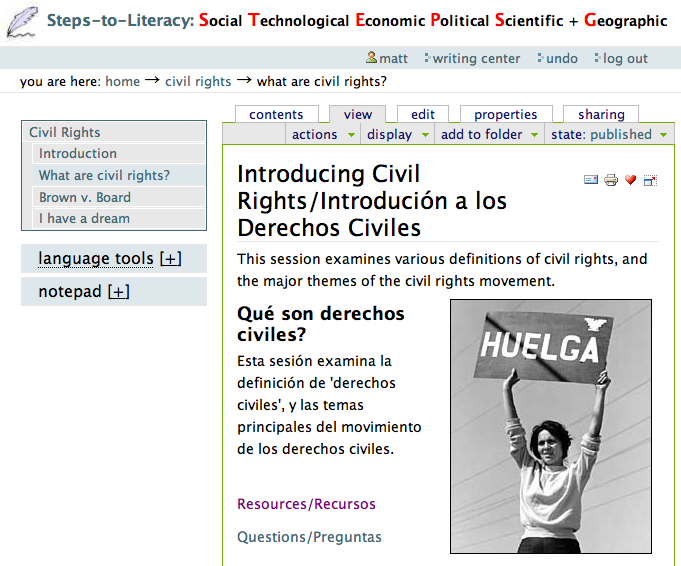 Steps-to-Literacy: Social Technological Economic Political Scientific + Geographic
matt writing center undo log out
you are here: home → civil rights → what are civil rights?
contents view edit properties sharing
actions display add to folder state: published
Civil Rights
Introduction
What are civil rights?
Brown v. Board
I have a dream
language tools [+]
notepad [+]
Introducing Civil
Rights/Introdución a los
Derechos Civiles
This session examines various definitions of civil rights, and
the major themes of the civil rights movement.
Qué son derechos
civiles?
Esta sesión examina la
definición de 'derechos
civiles', y las temas
principales del movimiento
de los derechos civiles.
HUELGA
Resources/Recursos
Questions/Preguntas